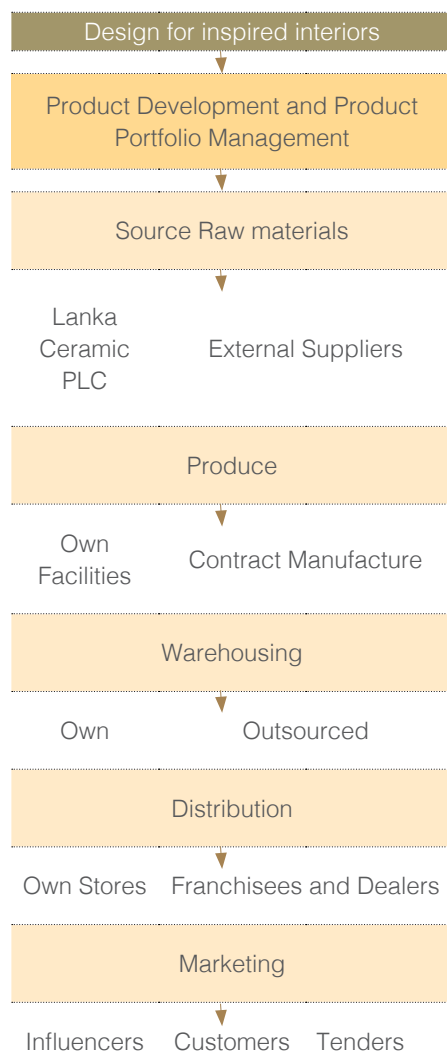 Design for inspired interiors
Product Development and Product
Portfolio Management
Source Raw materials
Lanka
Ceramic
PLC
External Suppliers
Produce
Own
Facilities
Contract Manufacture
Warehousing
Own
Outsourced
Distribution
Own Stores
Franchisees and Dealers
Marketing
Influencers
Customers
Tenders